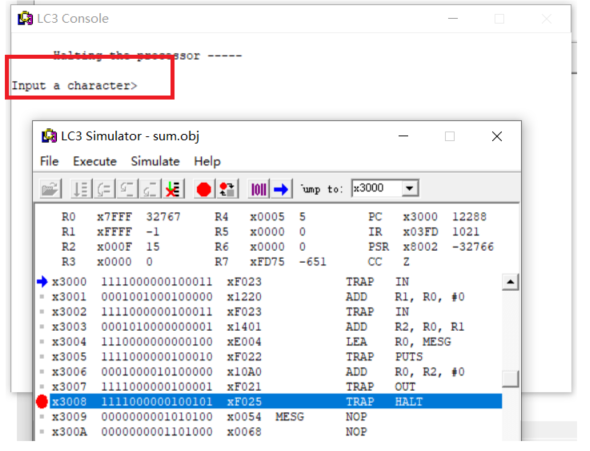 LC3 Console
Halting the processor -----
Input a character>
LC3 Simulator - sum.obj
File Execute Simulate Help
Jump to: x3000
R0 x7FFF 32767 R4 x0005 5 PC x3000 12288
R1 xFFFF -1 R5 x0000 0 IR x03FD 1021
R2 x000F 15 R6 x0000 0 PSR x8002 -32766
R3 x0000 0 R7 xFD75 -651 CC Z
x3000 1111000000100011 xF023 TRAP IN
x3001 0001001000100000 x1220 ADD R1, R0, #0
x3002 1111000000100011 xF023 TRAP IN
x3003 0001010000000001 x1401 ADD R2, R0, R1
x3004 1110000000000100 xE004 LEA R0, MESG
x3005 1111000000100010 xF022 TRAP PUTS
x3006 0001000010100000 x10A0 ADD R0, R2, #0
x3007 1111000000100001 xF021 TRAP OUT
x3008 1111000000100101 xF025 TRAP HALT
x3009 0000000001010100 x0054 MESG NOP
x300A 0000000001101000 x0068 NOP